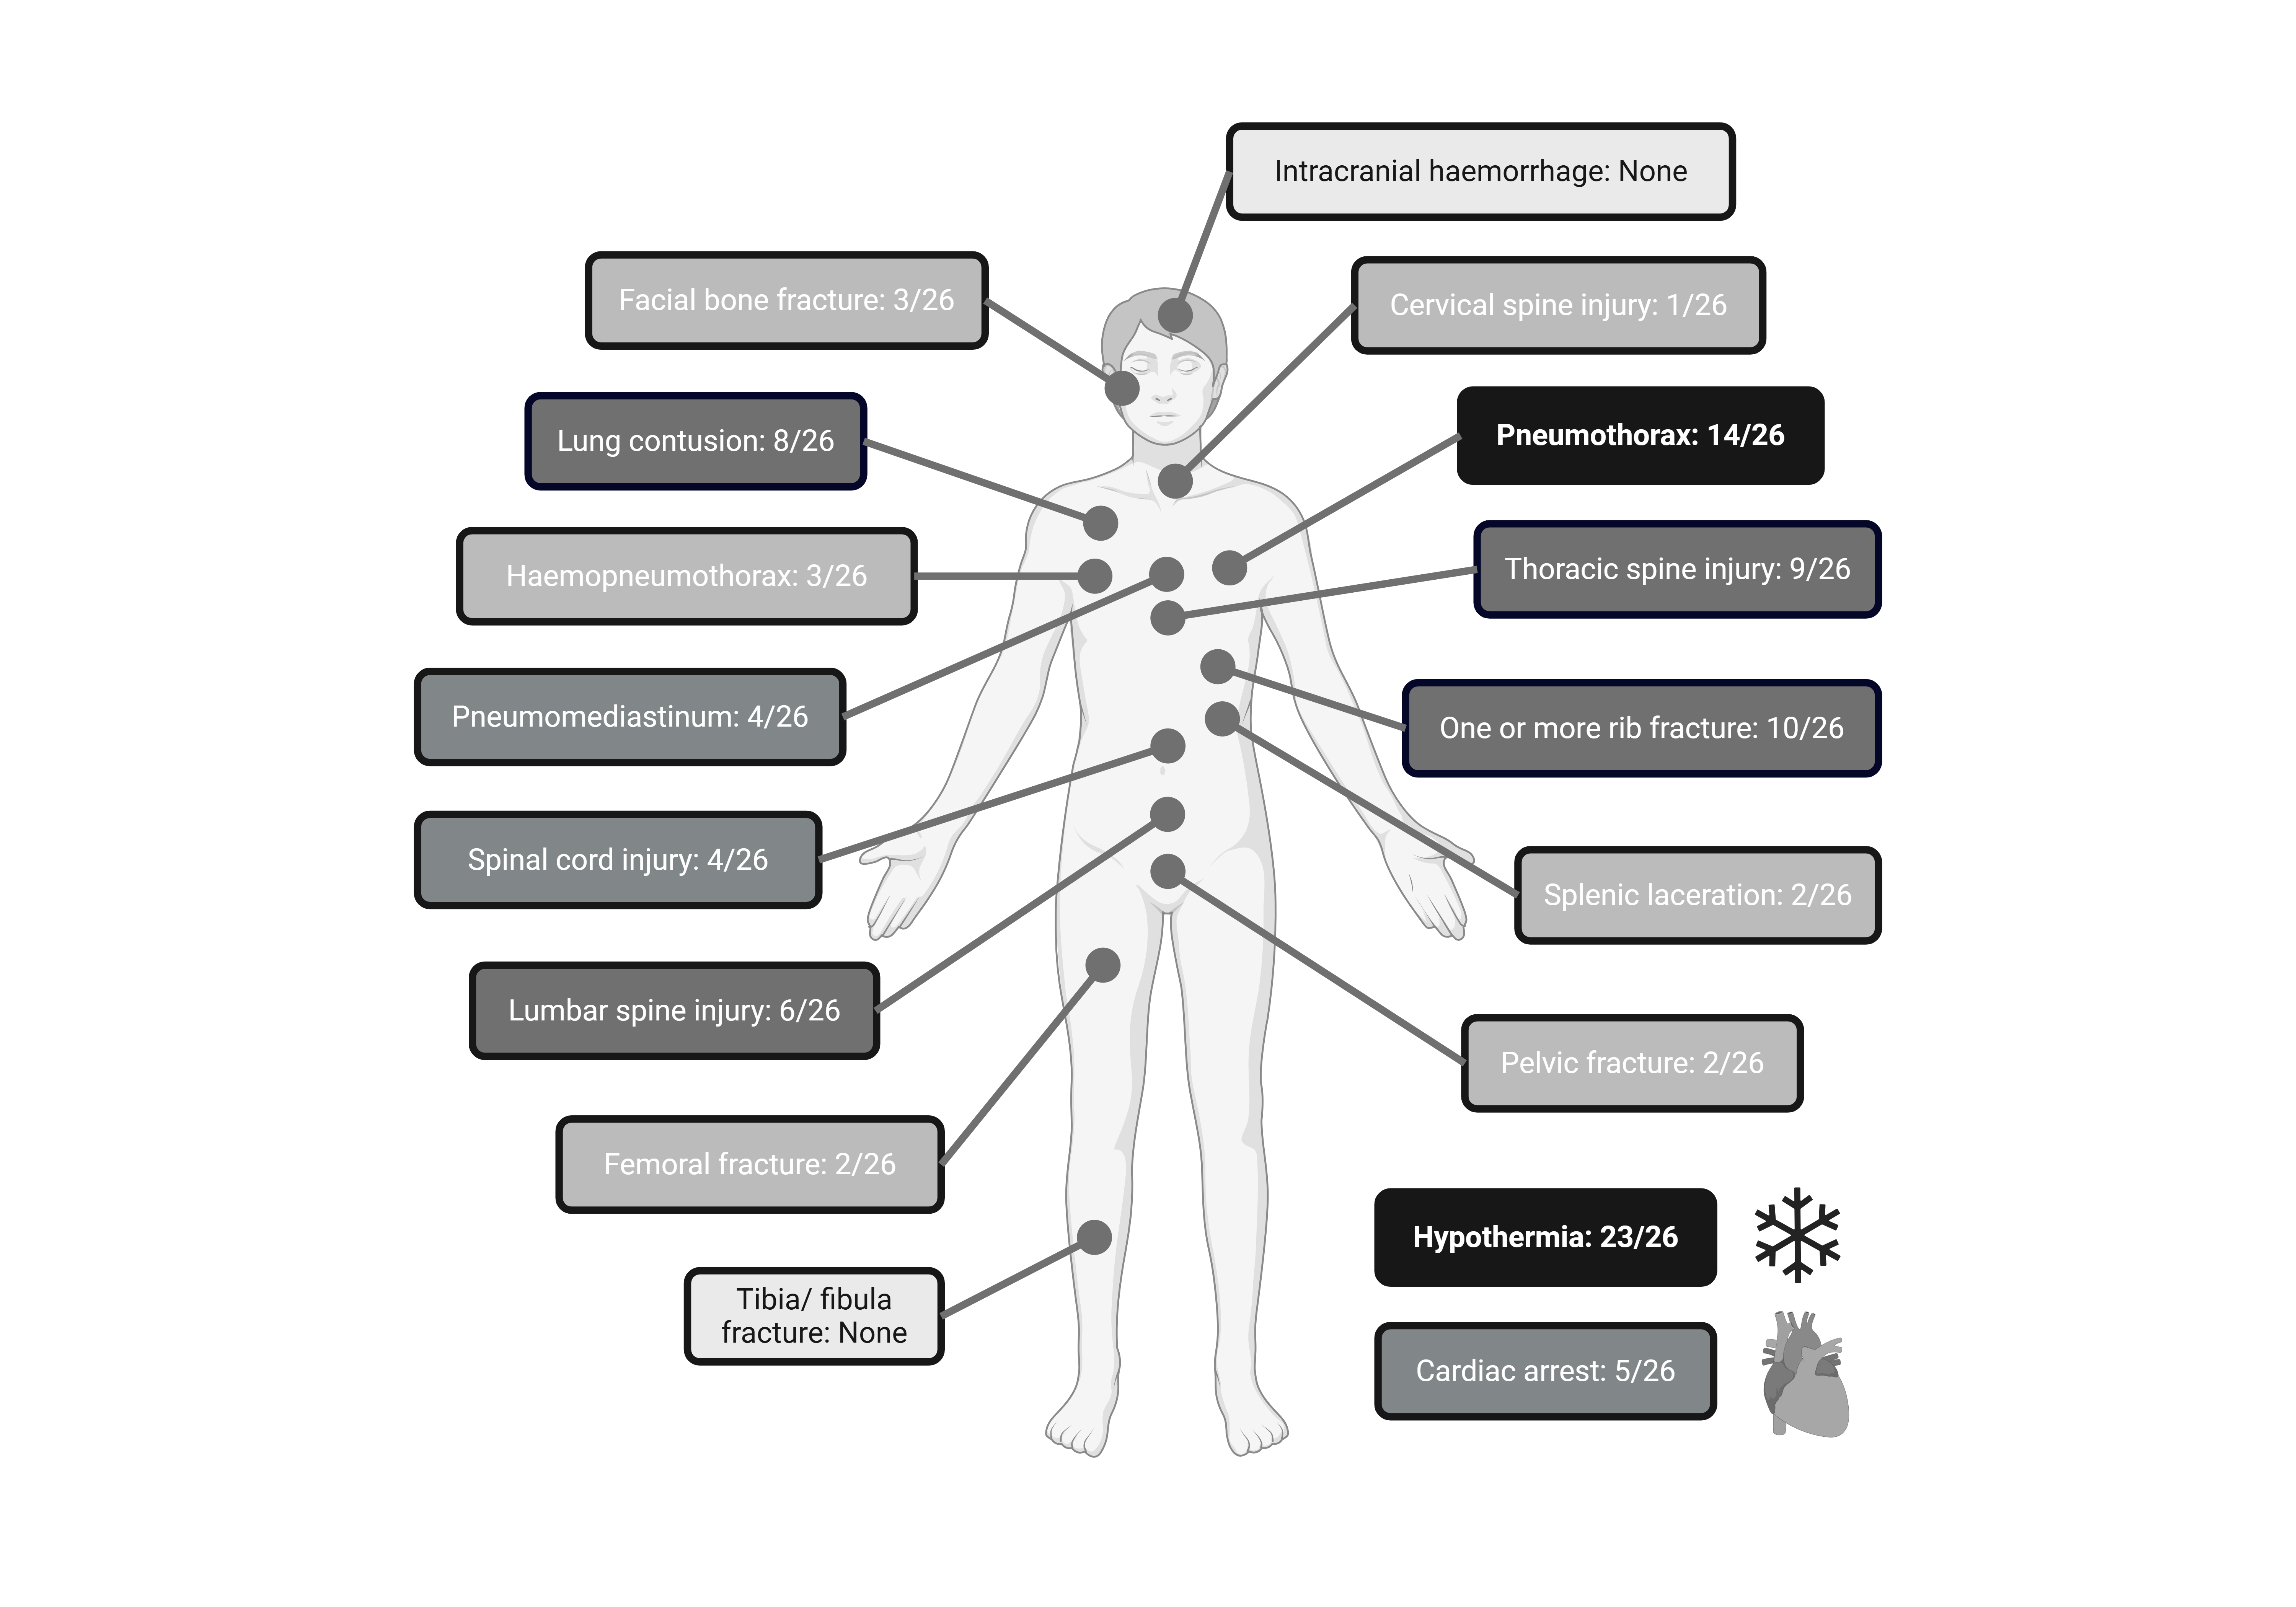 Intracranial haemorrhage: None
Facial bone fracture: 3/26
Cervical spine injury: 1/26
Lung contusion: 8/26
Pneumothorax: 14/26
Haemopneumothorax: 3/26
Thoracic spine injury: 9/26
Pneumomediastinum: 4/26
One or more rib fracture: 10/26
Spinal cord injury: 4/26
Splenic laceration: 2/26
Lumbar spine injury: 6/26
Pelvic fracture: 2/26
Femoral fracture: 2/26
Hypothermia: 23/26
Tibia/ fibula
fracture: None
Cardiac arrest: 5/26